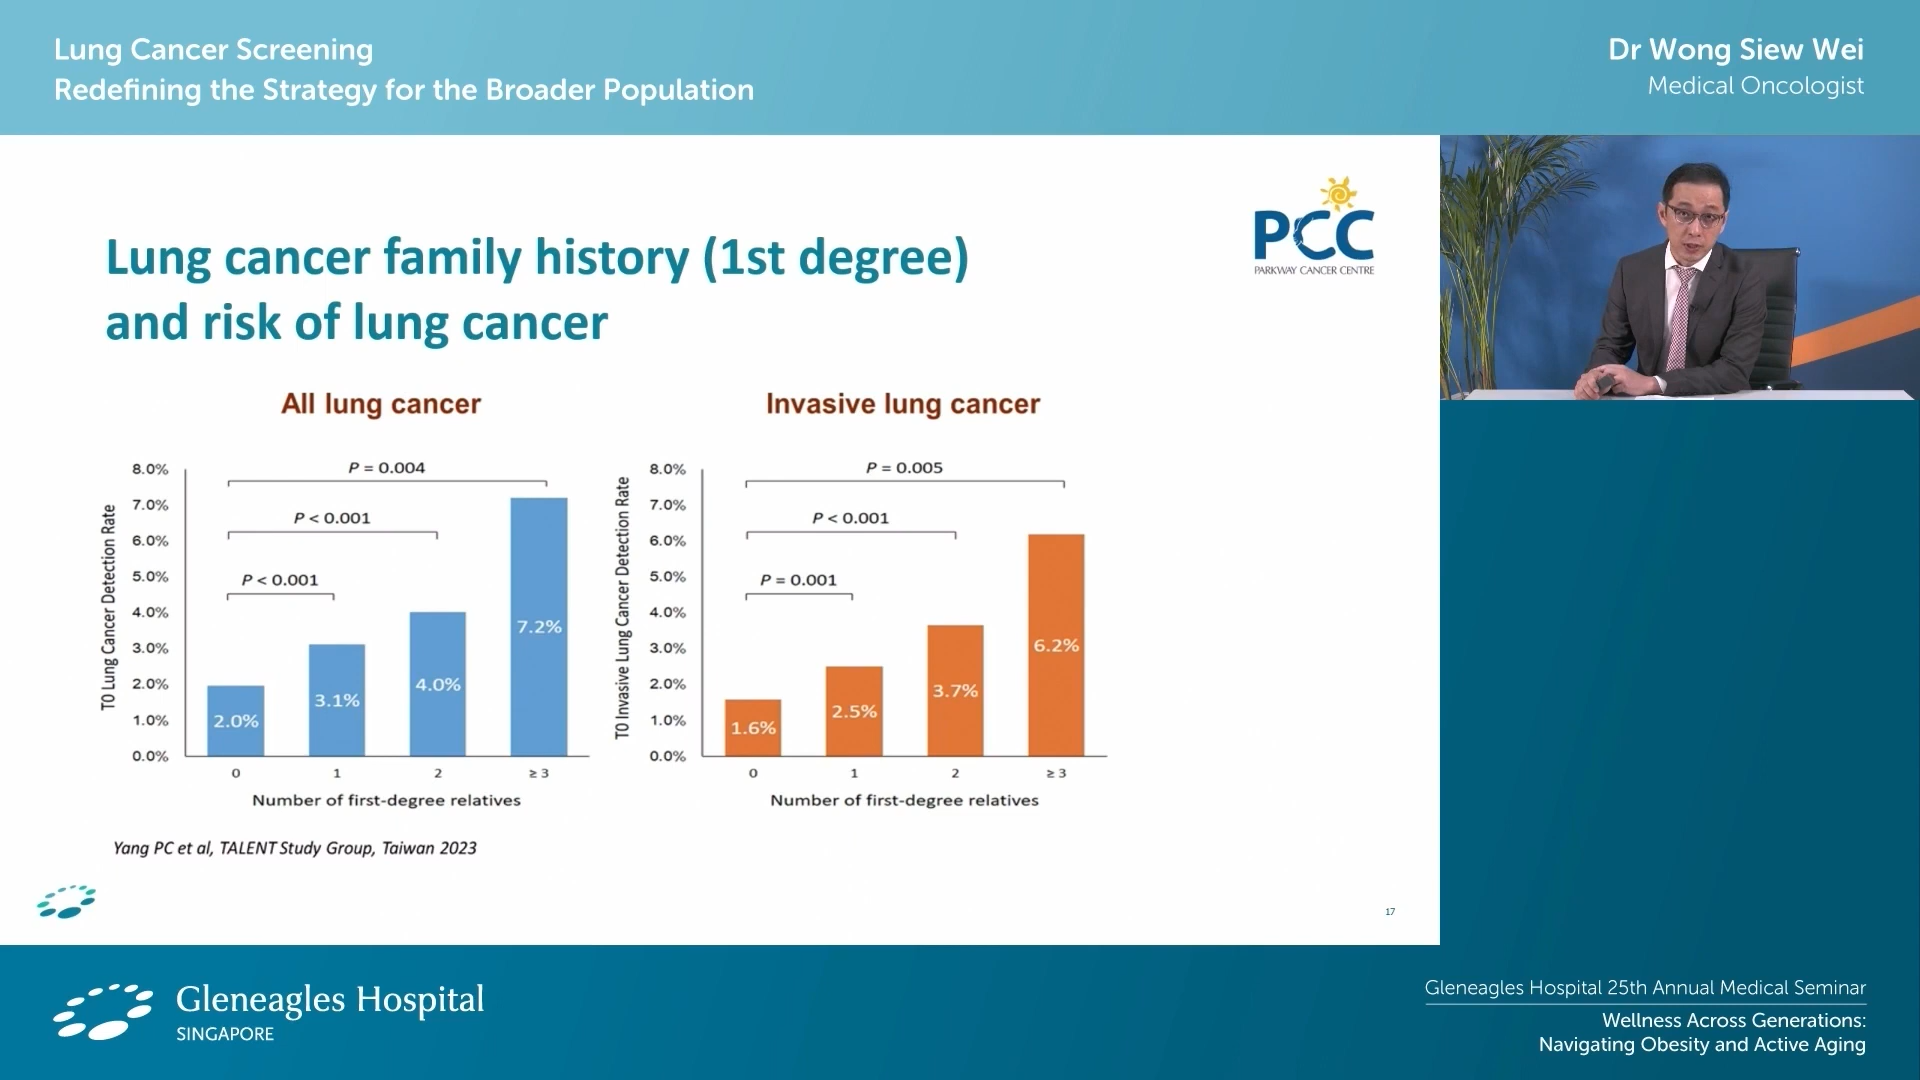 Lung Cancer Screening
Redefining the Strategy for the Broader Population
Dr Wong Siew Wei
Medical Oncologist
PCC
PARKWAY CANCER CENTRE
Lung cancer family history (1st degree)
and risk of lung cancer
All lung cancer
T0 Lung Cancer Detection Rate
8.0%
7.0%
6.0%
5.0%
4.0%
3.0%
2.0%
1.0%
0.0%
P = 0.004
P < 0.001
P < 0.001
2.0%
3.1%
4.0%
7.2%
0 1 2 ≥ 3
Number of first-degree relatives
Invasive lung cancer
T0 Invasive Lung Cancer Detection Rate
8.0%
7.0%
6.0%
5.0%
4.0%
3.0%
2.0%
1.0%
0.0%
P = 0.005
P < 0.001
P = 0.001
1.6%
2.5%
3.7%
6.2%
0 1 2 ≥ 3
Number of first-degree relatives
Yang PC et al, TALENT Study Group, Taiwan 2023
17
Gleneagles Hospital
SINGAPORE
Gleneagles Hospital 25th Annual Medical Seminar
Wellness Across Generations:
Navigating Obesity and Active Aging